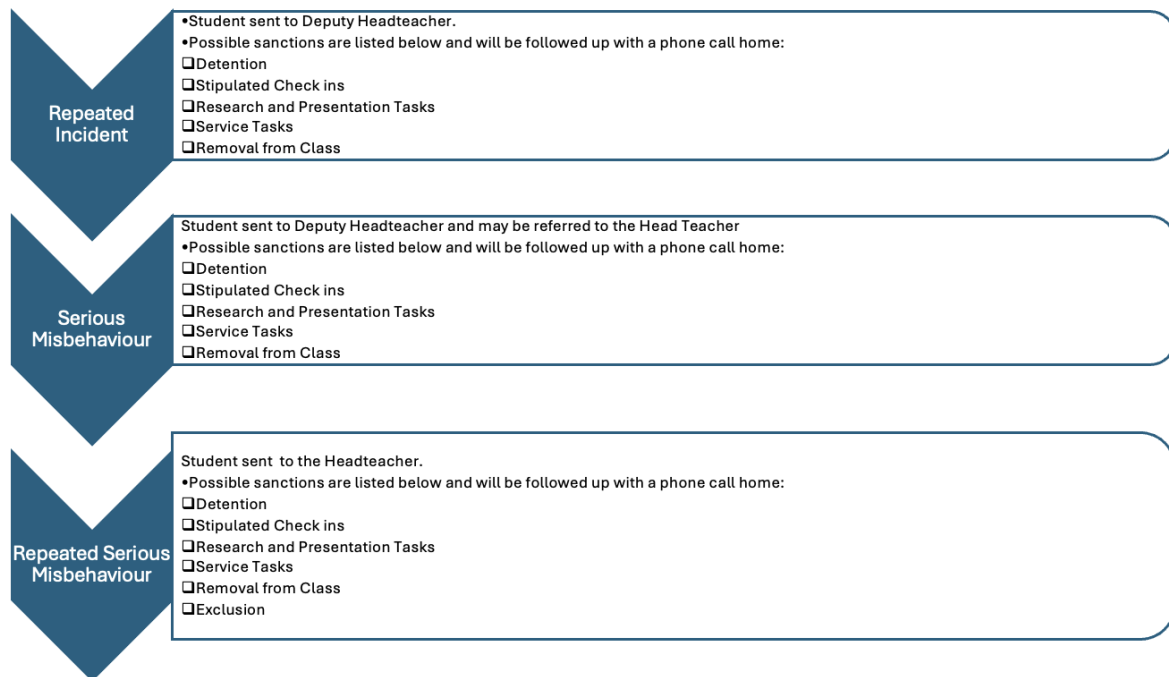 Repeated
Incident
•Student sent to Deputy Headteacher.
•Possible sanctions are listed below and will be followed up with a phone call home:
❑Detention
❑Stipulated Check ins
❑Research and Presentation Tasks
❑Service Tasks
❑Removal from Class
Serious
Misbehaviour
Student sent to Deputy Headteacher and may be referred to the Head Teacher
•Possible sanctions are listed below and will be followed up with a phone call home:
❑Detention
❑Stipulated Check ins
❑Research and Presentation Tasks
❑Service Tasks
❑Removal from Class
Repeated Serious
Misbehaviour
Student sent  to the Headteacher.
•Possible sanctions are listed below and will be followed up with a phone call home:
❑Detention
❑Stipulated Check ins
❑Research and Presentation Tasks
❑Service Tasks
❑Removal from Class
❑Exclusion